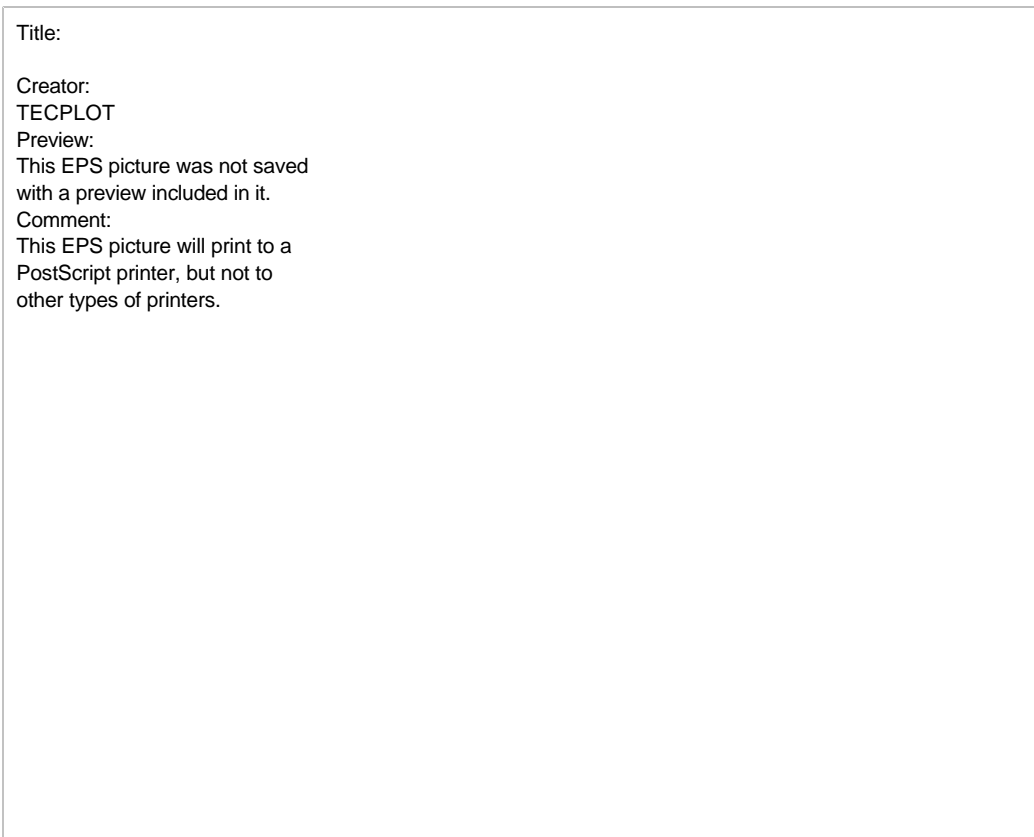 Title:
Creator:
TECPLOT
Preview:
This EPS picture was not saved
with a preview included in it.
Comment:
This EPS picture will print to a
PostScript printer, but not to
other types of printers.